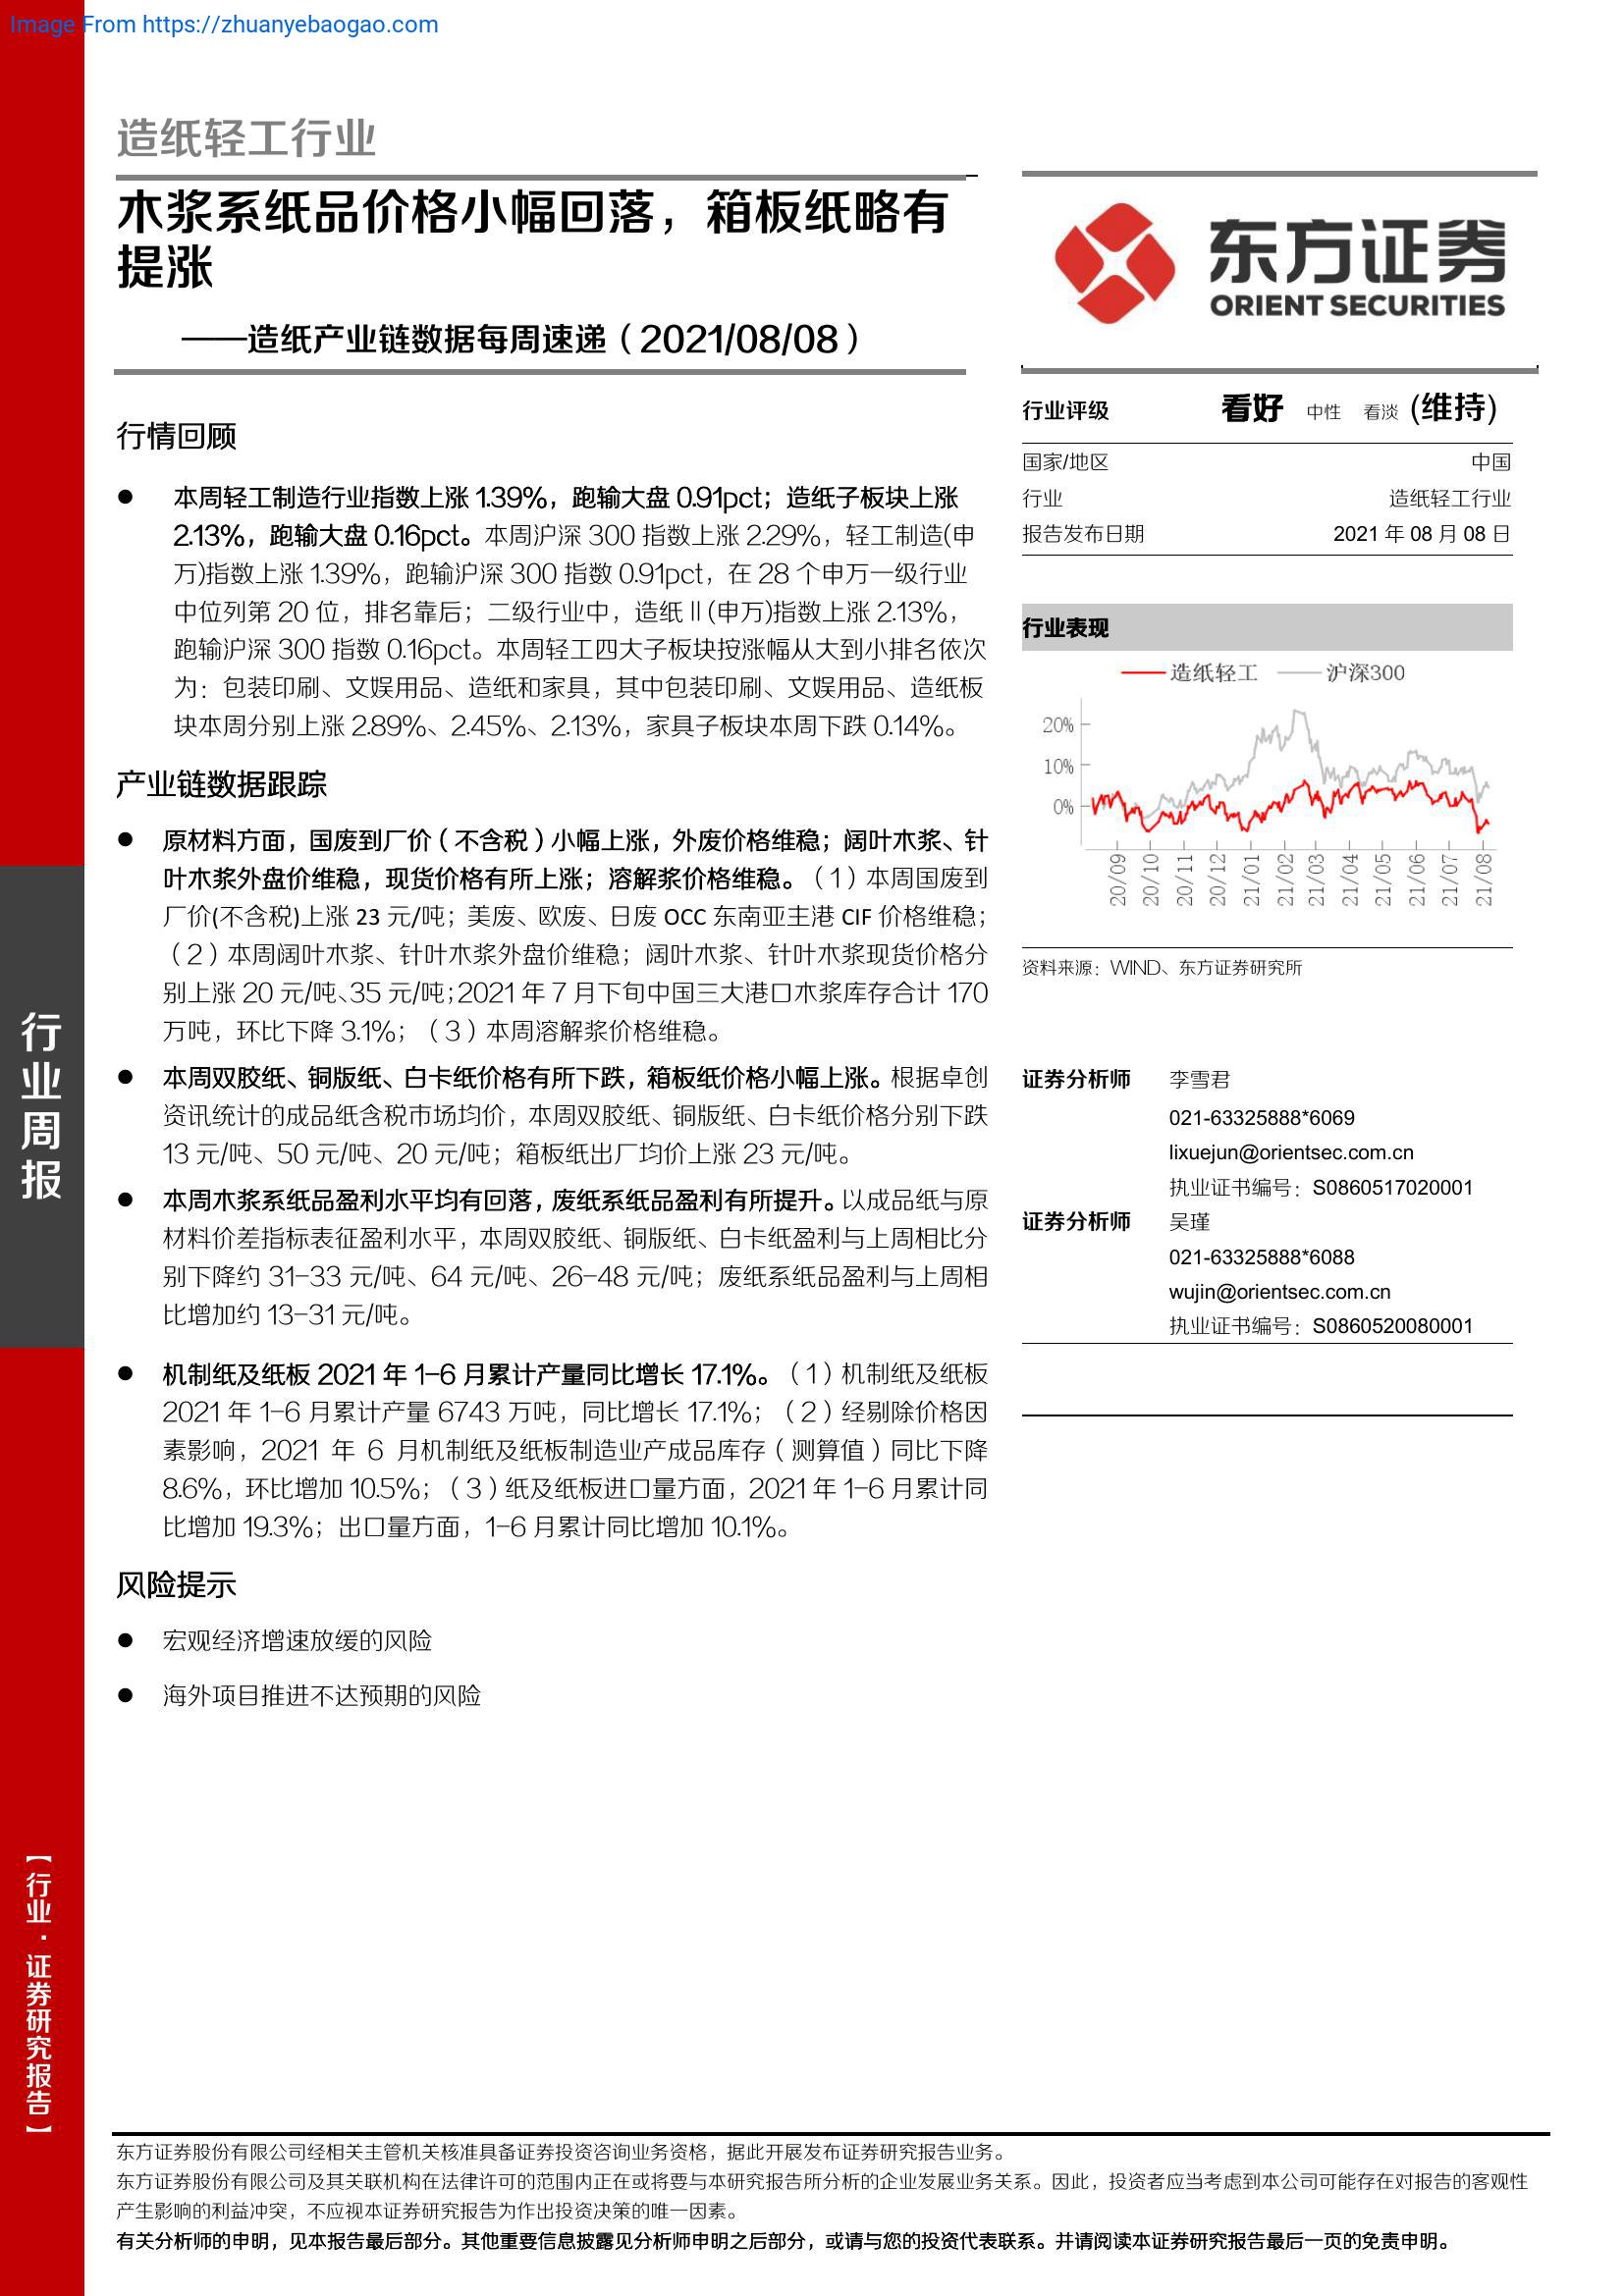 Image From https://zhuanyebaogao.com
造纸轻工行业
木浆系纸品价格小幅回落，箱板纸略有
提涨
——造纸产业链数据每周速递（2021/08/08）
行情回顾
● 本周轻工制造行业指数上涨 1.39%，跑输大盘 0.91pct；造纸子板块上涨
2.13%，跑输大盘 0.16pct。本周沪深 300 指数上涨 2.29%，轻工制造(申
万)指数上涨 1.39%，跑输沪深 300 指数 0.91pct，在 28 个申万一级行业
中位列第 20 位，排名靠后；二级行业中，造纸Ⅱ(申万)指数上涨 2.13%，
跑输沪深 300 指数 0.16pct。本周轻工四大子板块按涨幅从大到小排名依次
为：包装印刷、文娱用品、造纸和家具，其中包装印刷、文娱用品、造纸板
块本周分别上涨 2.89%、2.45%、2.13%，家具子板块本周下跌 0.14%。
产业链数据跟踪
● 原材料方面，国废到厂价（不含税）小幅上涨，外废价格维稳；阔叶木浆、针
叶木浆外盘价维稳，现货价格有所上涨；溶解浆价格维稳。（1）本周国废到
厂价(不含税)上涨 23 元/吨；美废、欧废、日废 OCC 东南亚主港 CIF 价格维稳；
（2）本周阔叶木浆、针叶木浆外盘价维稳；阔叶木浆、针叶木浆现货价格分
别上涨 20 元/吨、35 元/吨；2021 年 7 月下旬中国三大港口木浆库存合计 170
万吨，环比下降 3.1%；（3）本周溶解浆价格维稳。
● 本周双胶纸、铜版纸、白卡纸价格有所下跌，箱板纸价格小幅上涨。根据卓创
资讯统计的成品纸含税市场均价，本周双胶纸、铜版纸、白卡纸价格分别下跌
13 元/吨、50 元/吨、20 元/吨；箱板纸出厂均价上涨 23 元/吨。
● 本周木浆系纸品盈利水平均有回落，废纸系纸品盈利有所提升。以成品纸与原
材料价差指标表征盈利水平，本周双胶纸、铜版纸、白卡纸盈利与上周相比分
别下降约 31-33 元/吨、64 元/吨、26-48 元/吨；废纸系纸品盈利与上周相
比增加约 13-31 元/吨。
● 机制纸及纸板 2021 年 1-6 月累计产量同比增长 17.1%。（1）机制纸及纸板
2021 年 1-6 月累计产量 6743 万吨，同比增长 17.1%；（2）经剔除价格因
素影响，2021 年 6 月机制纸及纸板制造业产成品库存（测算值）同比下降
8.6%，环比增加 10.5%；（3）纸及纸板进口量方面，2021 年 1-6 月累计同
比增加 19.3%；出口量方面，1-6 月累计同比增加 10.1%。
风险提示
● 宏观经济增速放缓的风险
● 海外项目推进不达预期的风险
东方证券
ORIENT SECURITIES
行业评级 看好 中性 看淡 (维持)
国家/地区 中国
行业 造纸轻工行业
报告发布日期 2021 年 08 月 08 日
行业表现
造纸轻工 沪深300
20%
10%
0%
20/09 20/10 20/11 20/12 21/01 21/02 21/03 21/04 21/05 21/06 21/07 21/08
资料来源：WIND、东方证券研究所
证券分析师 李雪君
021-63325888*6069
lixuejun@orientsec.com.cn
执业证书编号：S0860517020001
证券分析师 吴瑾
021-63325888*6088
wujin@orientsec.com.cn
执业证书编号：S0860520080001
行业周报
【行业·证券研究报告】
东方证券股份有限公司经相关主管机关核准具备证券投资咨询业务资格，据此开展发布证券研究报告业务。
东方证券股份有限公司及其关联机构在法律许可的范围内正在或将要与本研究报告所分析的企业发展业务关系。因此，投资者应当考虑到本公司可能存在对报告的客观性
产生影响的利益冲突，不应视本证券研究报告为作出投资决策的唯一因素。
有关分析师的申明，见本报告最后部分。其他重要信息披露见分析师申明之后部分，或请与您的投资代表联系。并请阅读本证券研究报告最后一页的免责申明。